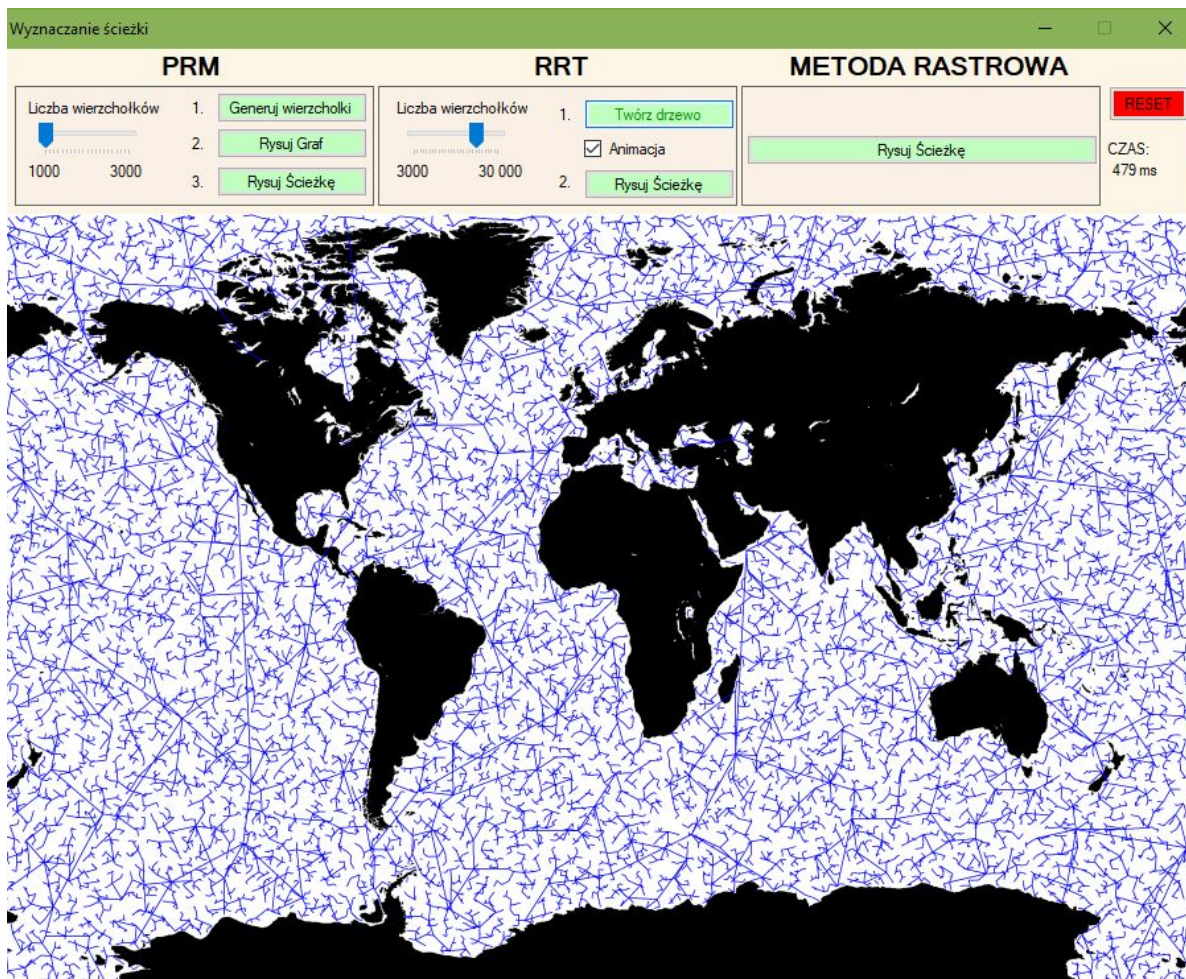 Wyznaczanie ścieżki
PRM
Liczba wierzchołków
1000 3000
1. Generuj wierzcholki
2. Rysuj Graf
3. Rysuj Ścieżkę
RRT
Liczba wierzchołków
3000 30 000
1. Twórz drzewo
Animacja
2. Rysuj Ścieżkę
METODA RASTROWA
Rysuj Ścieżkę
RESET
CZAS:
479 ms